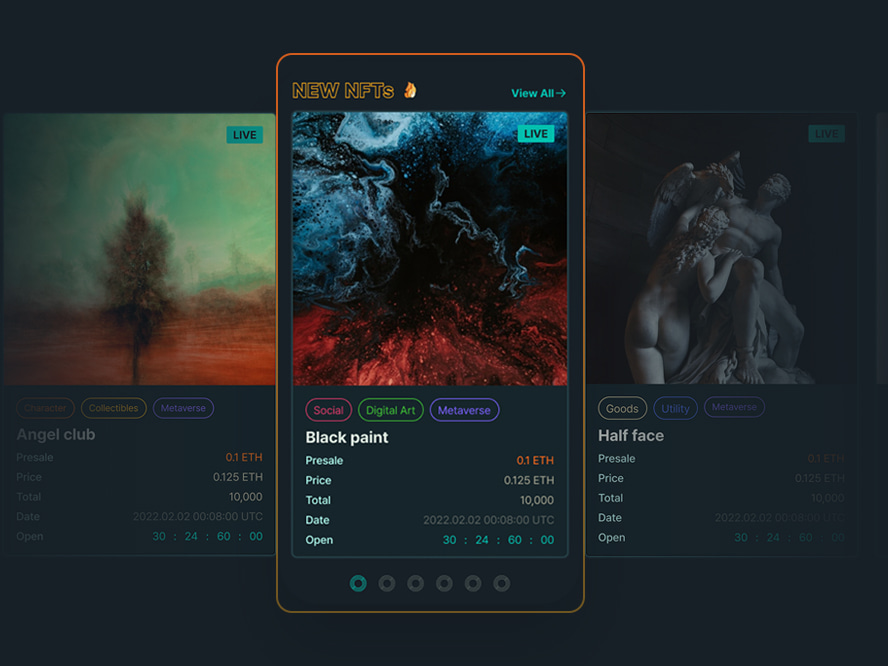 NEW NFTs
View All
LIVE
LIVE
LIVE
Character
Collectibles
Metaverse
Angel club
Presale 0.1 ETH
Price 0.125 ETH
Total 10,000
Date 2022.02.02 00:08:00 UTC
Open 30 : 24 : 60 : 00
Social
Digital Art
Metaverse
Black paint
Presale 0.1 ETH
Price 0.125 ETH
Total 10,000
Date 2022.02.02 00:08:00 UTC
Open 30 : 24 : 60 : 00
Goods
Utility
Metaverse
Half face
Presale 0.1 ETH
Price 0.125 ETH
Total 10,000
Date 2022.02.02 00:08:00 UTC
Open 30 : 24 : 60 : 00